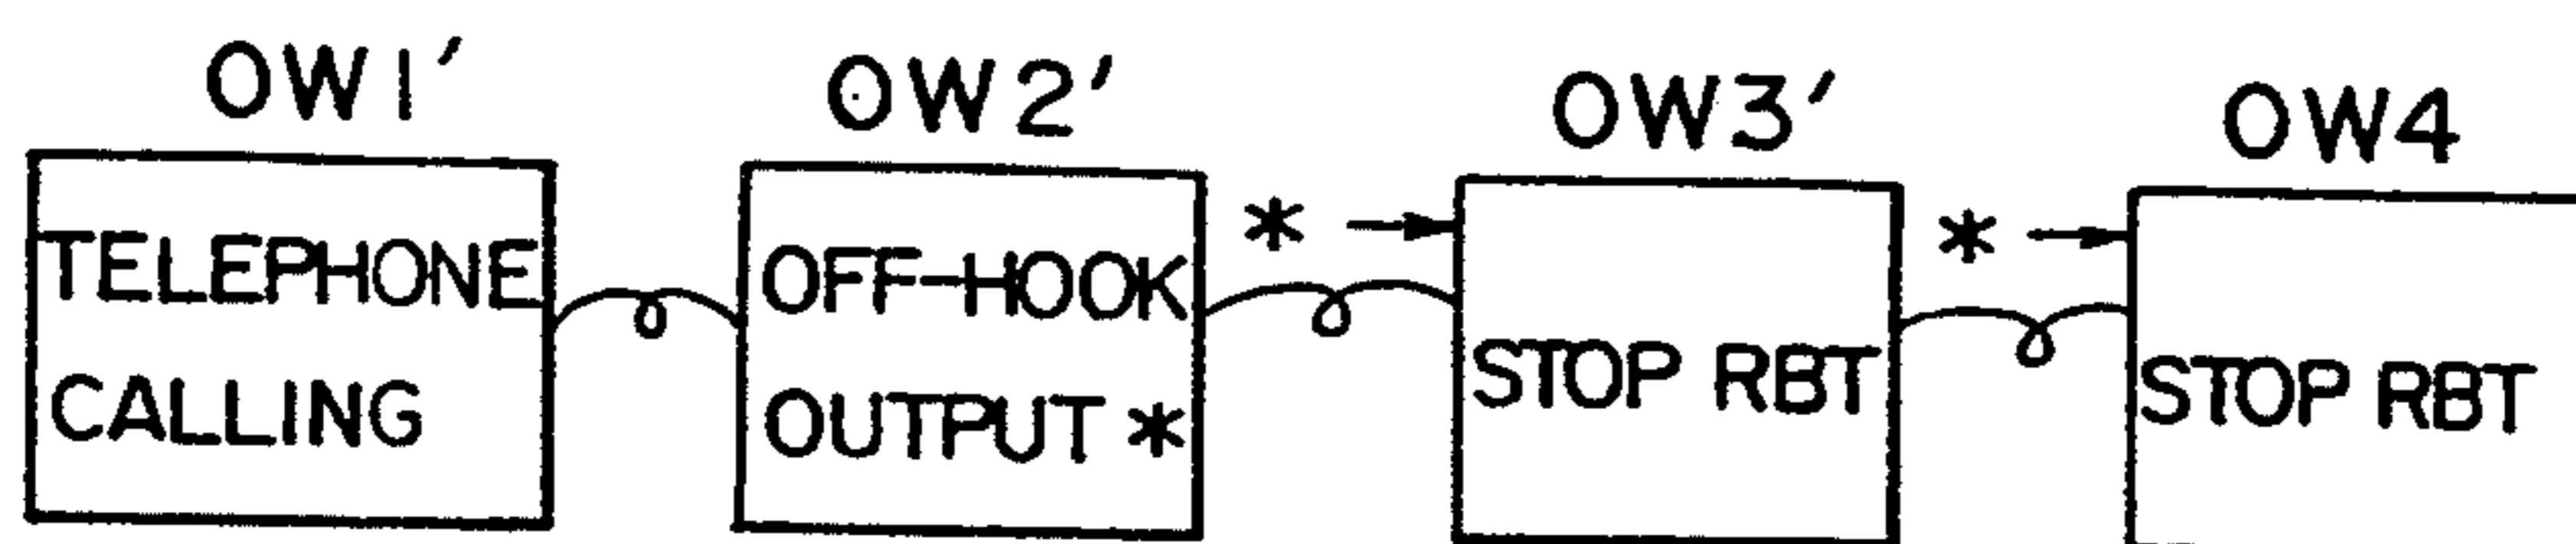 OW1' OW2' OW3' OW4
TELEPHONE
CALLING
OFF-HOOK
OUTPUT *
* →
STOP RBT
* →
STOP RBT